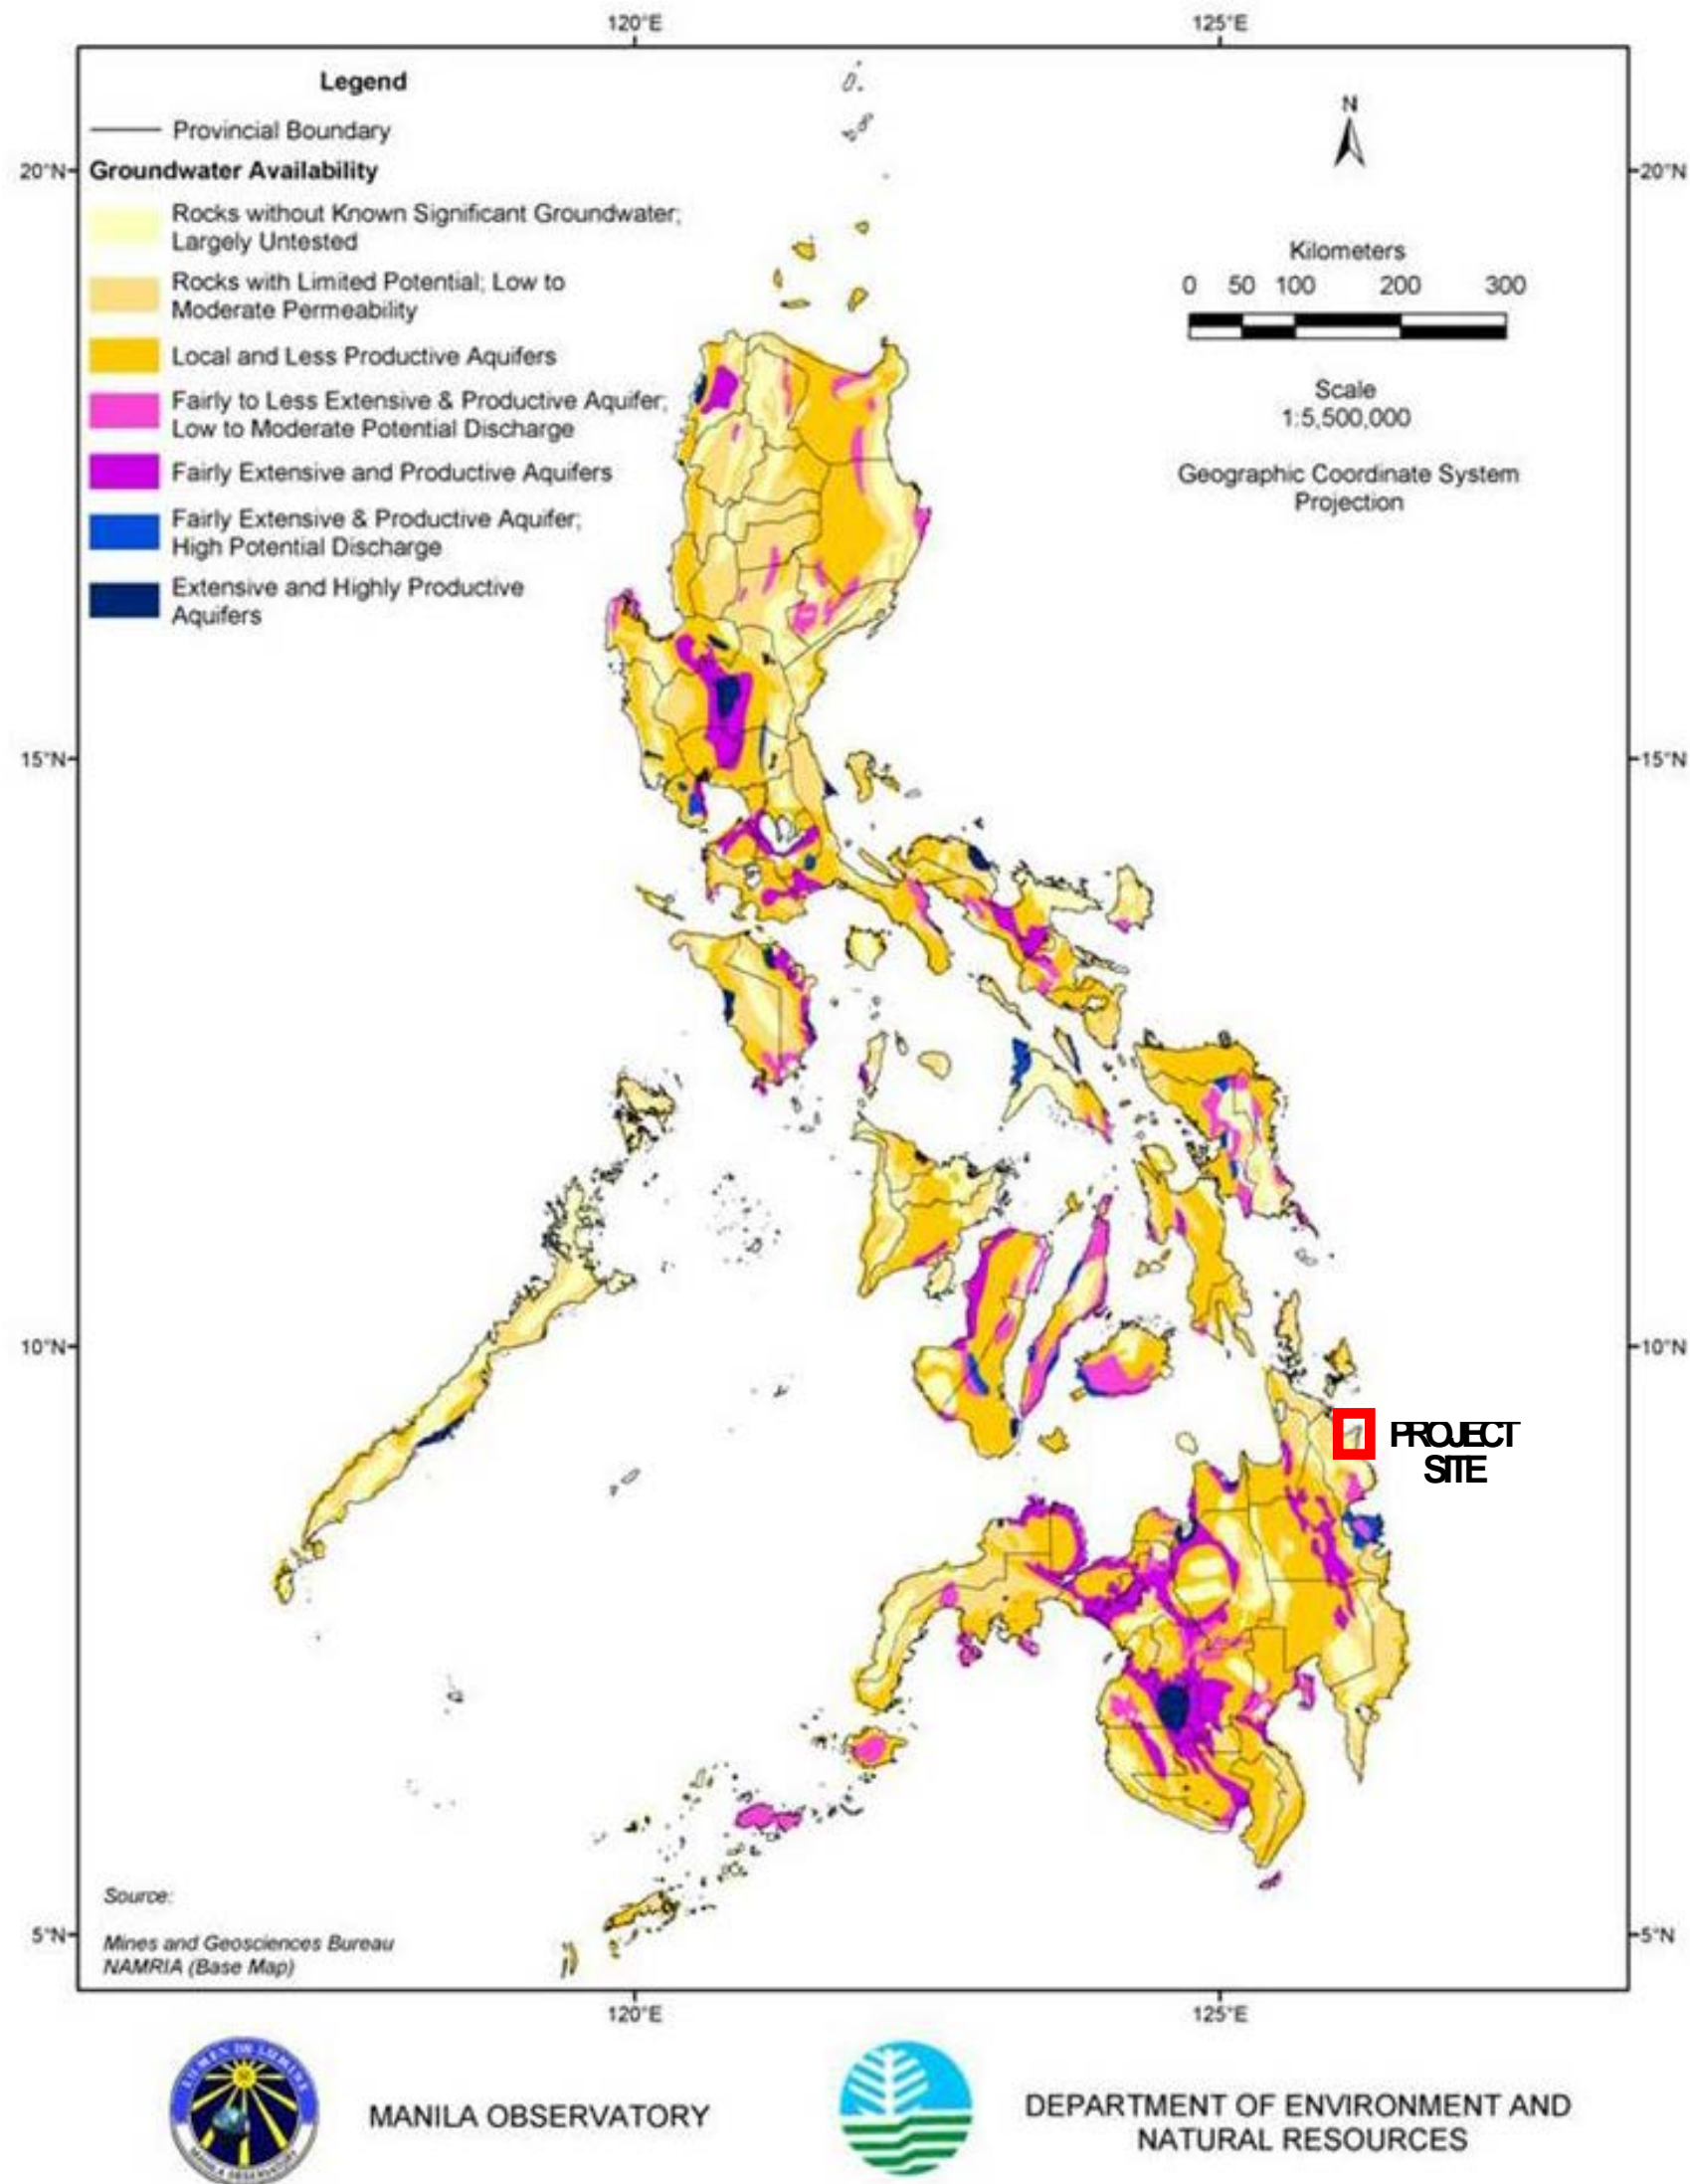 120°E 125°E
Legend
Provincial Boundary
Groundwater Availability
Rocks without Known Significant Groundwater;
Largely Untested
Rocks with Limited Potential; Low to
Moderate Permeability
Local and Less Productive Aquifers
Fairly to Less Extensive & Productive Aquifer;
Low to Moderate Potential Discharge
Fairly Extensive and Productive Aquifers
Fairly Extensive & Productive Aquifer;
High Potential Discharge
Extensive and Highly Productive
Aquifers
N
Kilometers
0 50 100 200 300
Scale
1:5,500,000
Geographic Coordinate System
Projection
20°N 20°N
15°N 15°N
10°N 10°N
PROJECT
SITE
Source:
Mines and Geosciences Bureau
NAMRIA (Base Map)
5°N 5°N
120°E 125°E
MANILA OBSERVATORY
MANILA OBSERVATORY
DEPARTMENT OF ENVIRONMENT AND
NATURAL RESOURCES